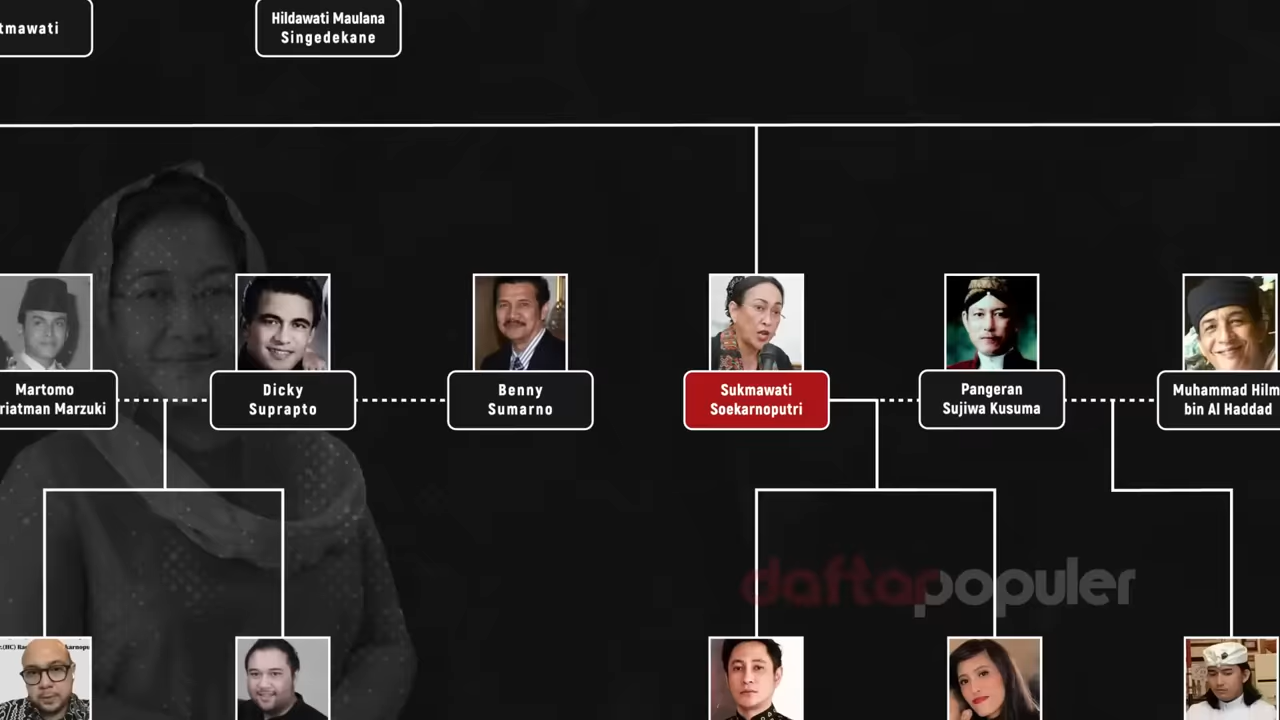 tmawati
Hildawati Maulana
Singedekane
Martomo
riatman Marzuki
Dicky
Suprapto
Benny
Sumarno
Sukmawati
Soekarnoputri
Pangeran
Sujiwa Kusuma
Muhammad Hilm
bin Al Haddad
daftarpopuler